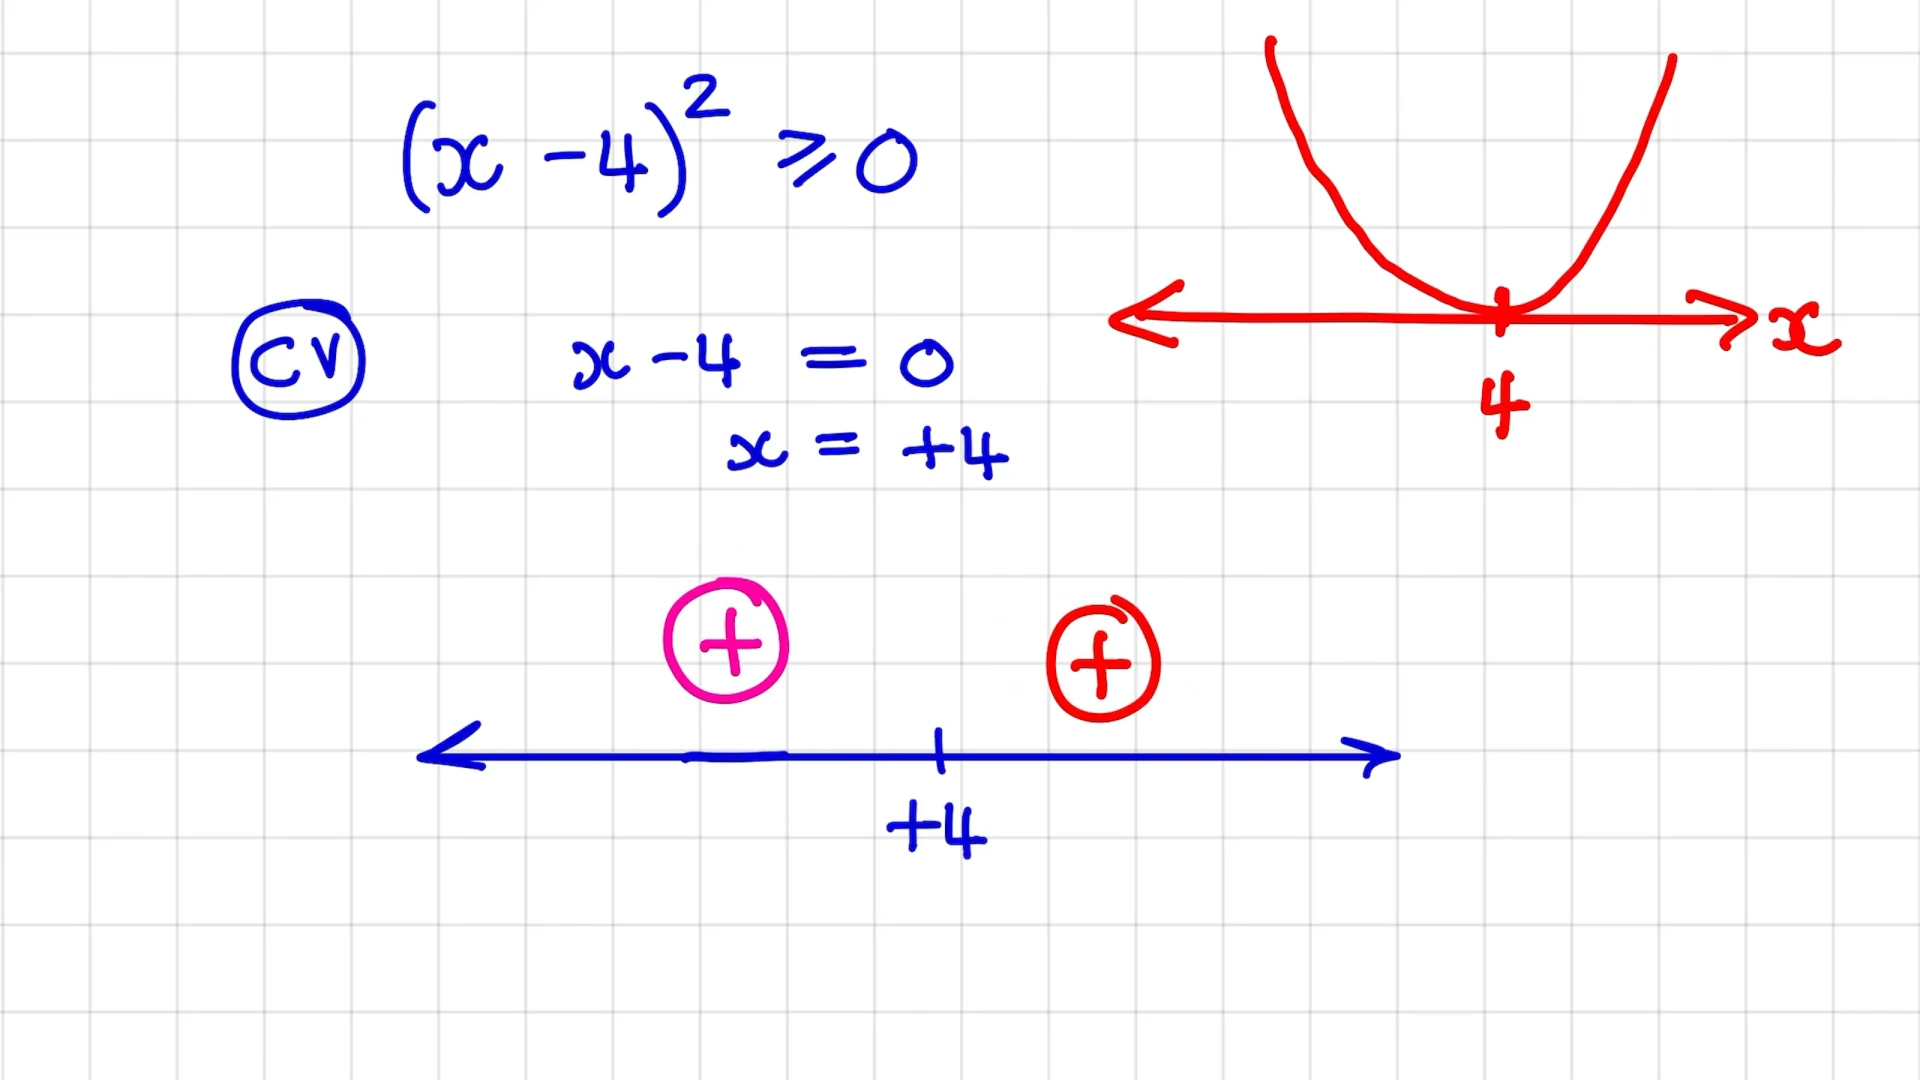 (x - 4)² ⩾ 0
CV
x - 4 = 0
x = +4
x
4
+ +
+4